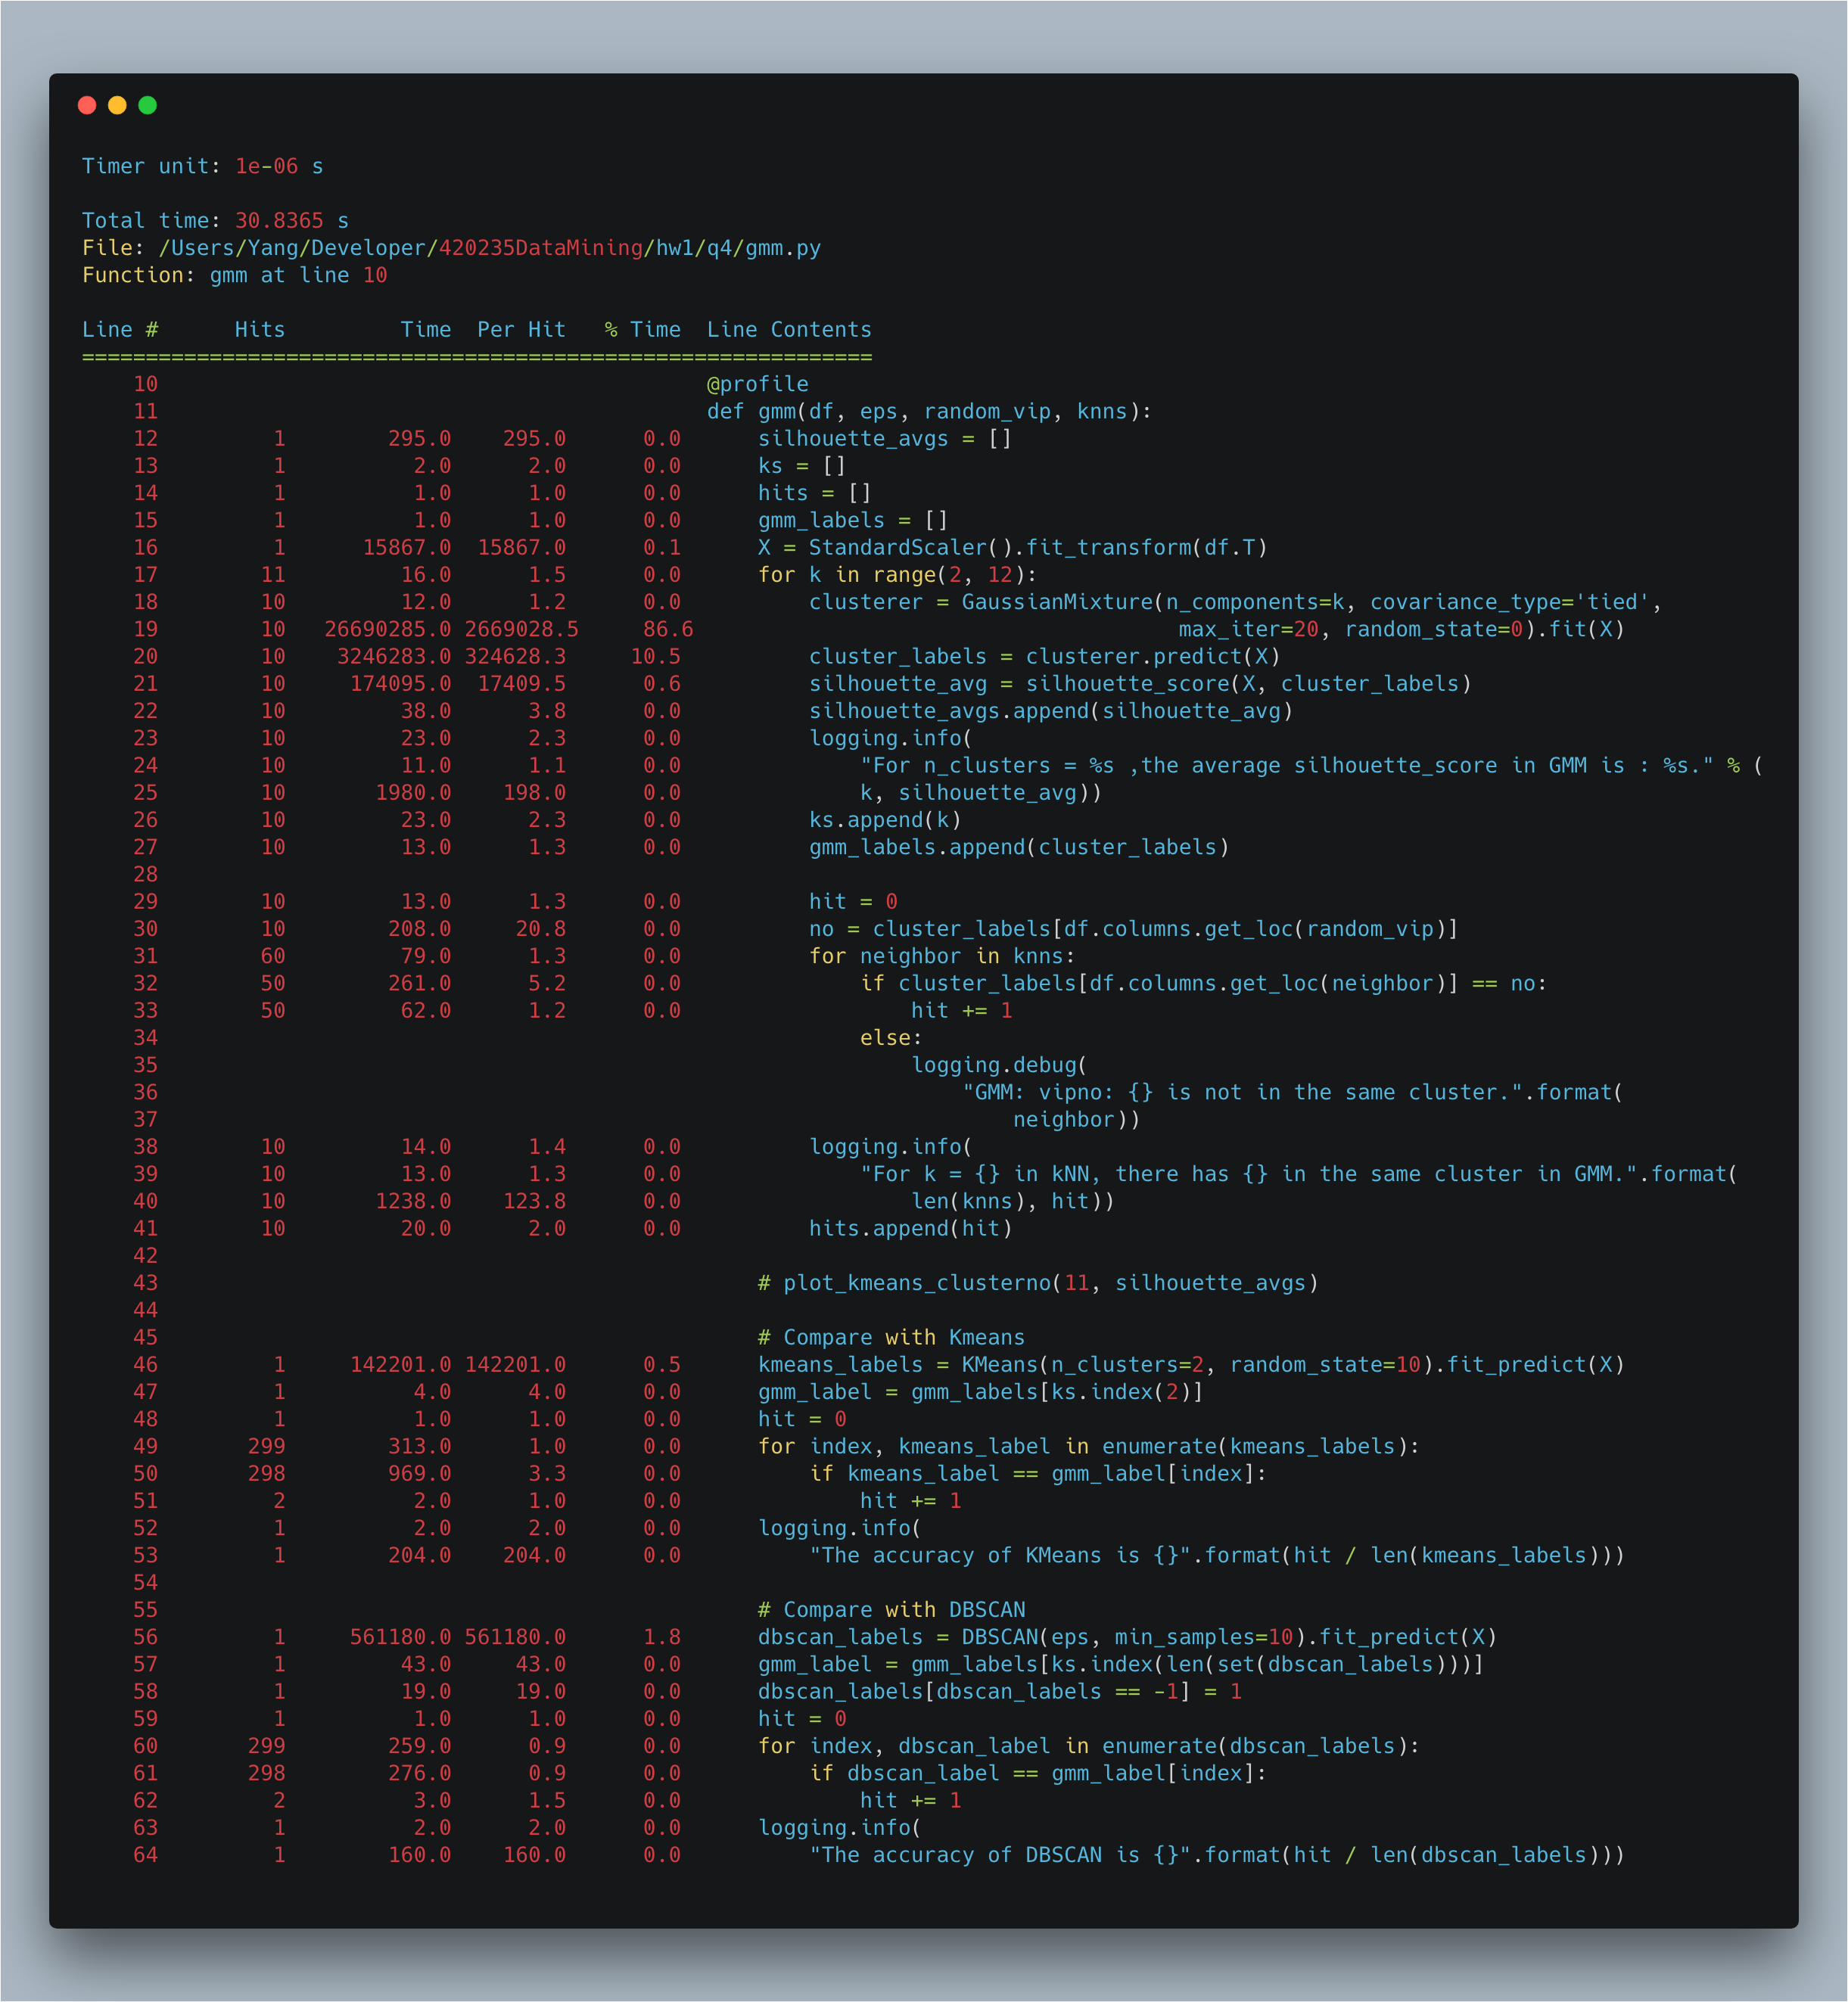 Timer unit: 1e-06 s

Total time: 30.8365 s
File: /Users/Yang/Developer/420235DataMining/hw1/q4/gmm.py
Function: gmm at line 10

Line #      Hits         Time  Per Hit   % Time  Line Contents
==============================================================
    10                                           @profile
    11                                           def gmm(df, eps, random_vip, knns):
    12         1        295.0    295.0      0.0      silhouette_avgs = []
    13         1          2.0      2.0      0.0      ks = []
    14         1          1.0      1.0      0.0      hits = []
    15         1          1.0      1.0      0.0      gmm_labels = []
    16         1      15867.0  15867.0      0.1      X = StandardScaler().fit_transform(df.T)
    17        11         16.0      1.5      0.0      for k in range(2, 12):
    18        10         12.0      1.2      0.0          clusterer = GaussianMixture(n_components=k, covariance_type='tied',
    19        10   26690285.0 2669028.5     86.6                                       max_iter=20, random_state=0).fit(X)
    20        10    3246283.0 324628.3     10.5          cluster_labels = clusterer.predict(X)
    21        10     174095.0  17409.5      0.6          silhouette_avg = silhouette_score(X, cluster_labels)
    22        10         38.0      3.8      0.0          silhouette_avgs.append(silhouette_avg)
    23        10         23.0      2.3      0.0          logging.info(
    24        10         11.0      1.1      0.0              "For n_clusters = %s ,the average silhouette_score in GMM is : %s." % (
    25        10       1980.0    198.0      0.0              k, silhouette_avg))
    26        10         23.0      2.3      0.0          ks.append(k)
    27        10         13.0      1.3      0.0          gmm_labels.append(cluster_labels)
    28
    29        10         13.0      1.3      0.0          hit = 0
    30        10        208.0     20.8      0.0          no = cluster_labels[df.columns.get_loc(random_vip)]
    31        60         79.0      1.3      0.0          for neighbor in knns:
    32        50        261.0      5.2      0.0              if cluster_labels[df.columns.get_loc(neighbor)] == no:
    33        50         62.0      1.2      0.0                  hit += 1
    34                                                       else:
    35                                                           logging.debug(
    36                                                               "GMM: vipno: {} is not in the same cluster.".format(
    37                                                                   neighbor))
    38        10         14.0      1.4      0.0          logging.info(
    39        10         13.0      1.3      0.0              "For k = {} in kNN, there has {} in the same cluster in GMM.".format(
    40        10       1238.0    123.8      0.0                  len(knns), hit))
    41        10         20.0      2.0      0.0          hits.append(hit)
    42
    43                                               # plot_kmeans_clusterno(11, silhouette_avgs)
    44
    45                                               # Compare with Kmeans
    46         1     142201.0 142201.0      0.5      kmeans_labels = KMeans(n_clusters=2, random_state=10).fit_predict(X)
    47         1          4.0      4.0      0.0      gmm_label = gmm_labels[ks.index(2)]
    48         1          1.0      1.0      0.0      hit = 0
    49       299        313.0      1.0      0.0      for index, kmeans_label in enumerate(kmeans_labels):
    50       298        969.0      3.3      0.0          if kmeans_label == gmm_label[index]:
    51         2          2.0      1.0      0.0              hit += 1
    52         1          2.0      2.0      0.0      logging.info(
    53         1        204.0    204.0      0.0          "The accuracy of KMeans is {}".format(hit / len(kmeans_labels)))
    54
    55                                               # Compare with DBSCAN
    56         1     561180.0 561180.0      1.8      dbscan_labels = DBSCAN(eps, min_samples=10).fit_predict(X)
    57         1         43.0     43.0      0.0      gmm_label = gmm_labels[ks.index(len(set(dbscan_labels)))]
    58         1         19.0     19.0      0.0      dbscan_labels[dbscan_labels == -1] = 1
    59         1          1.0      1.0      0.0      hit = 0
    60       299        259.0      0.9      0.0      for index, dbscan_label in enumerate(dbscan_labels):
    61       298        276.0      0.9      0.0          if dbscan_label == gmm_label[index]:
    62         2          3.0      1.5      0.0              hit += 1
    63         1          2.0      2.0      0.0      logging.info(
    64         1        160.0    160.0      0.0          "The accuracy of DBSCAN is {}".format(hit / len(dbscan_labels)))